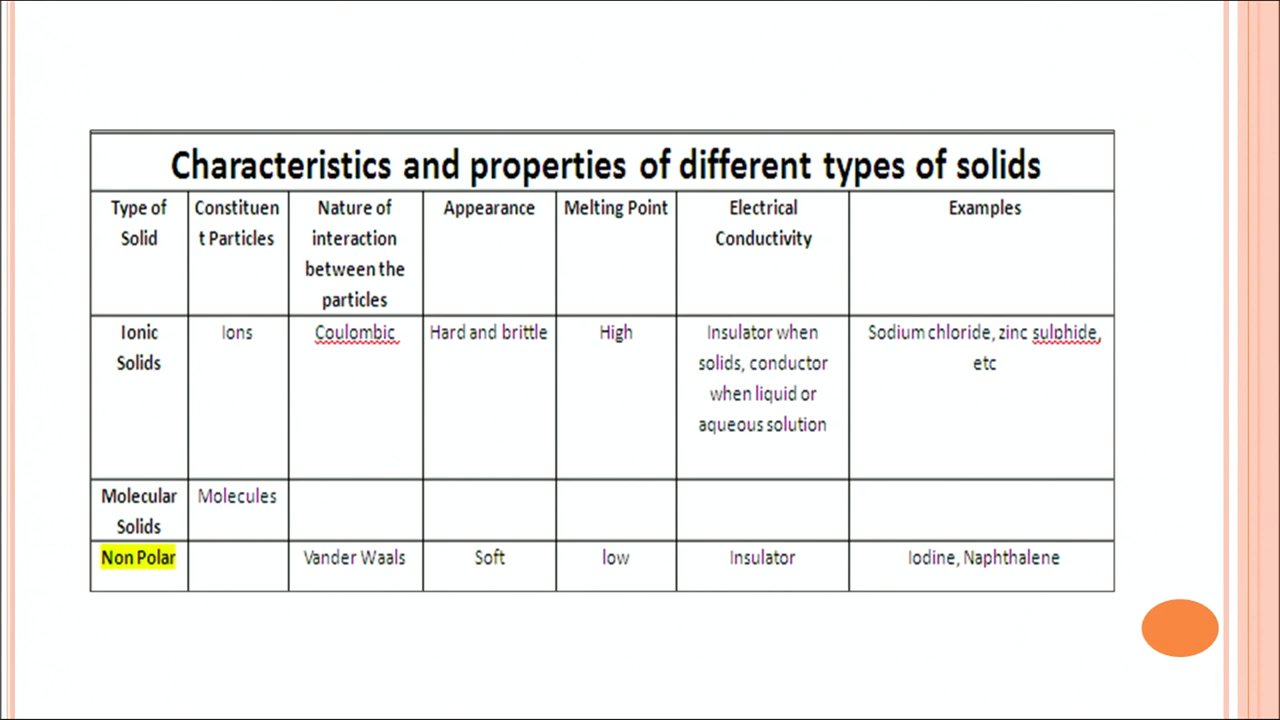 Characteristics and properties of different types of solids
Type of
Solid
Constituen
t Particles
Nature of
interaction
between the
particles
Appearance
Melting Point
Electrical
Conductivity
Examples
Ionic
Solids
Ions
Coulombic
Hard and brittle
High
Insulator when
solids, conductor
when liquid or
aqueous solution
Sodium chloride, zinc sulphide,
etc
Molecular
Solids
Molecules
Non Polar
Vander Waals
Soft
low
Insulator
Iodine, Naphthalene